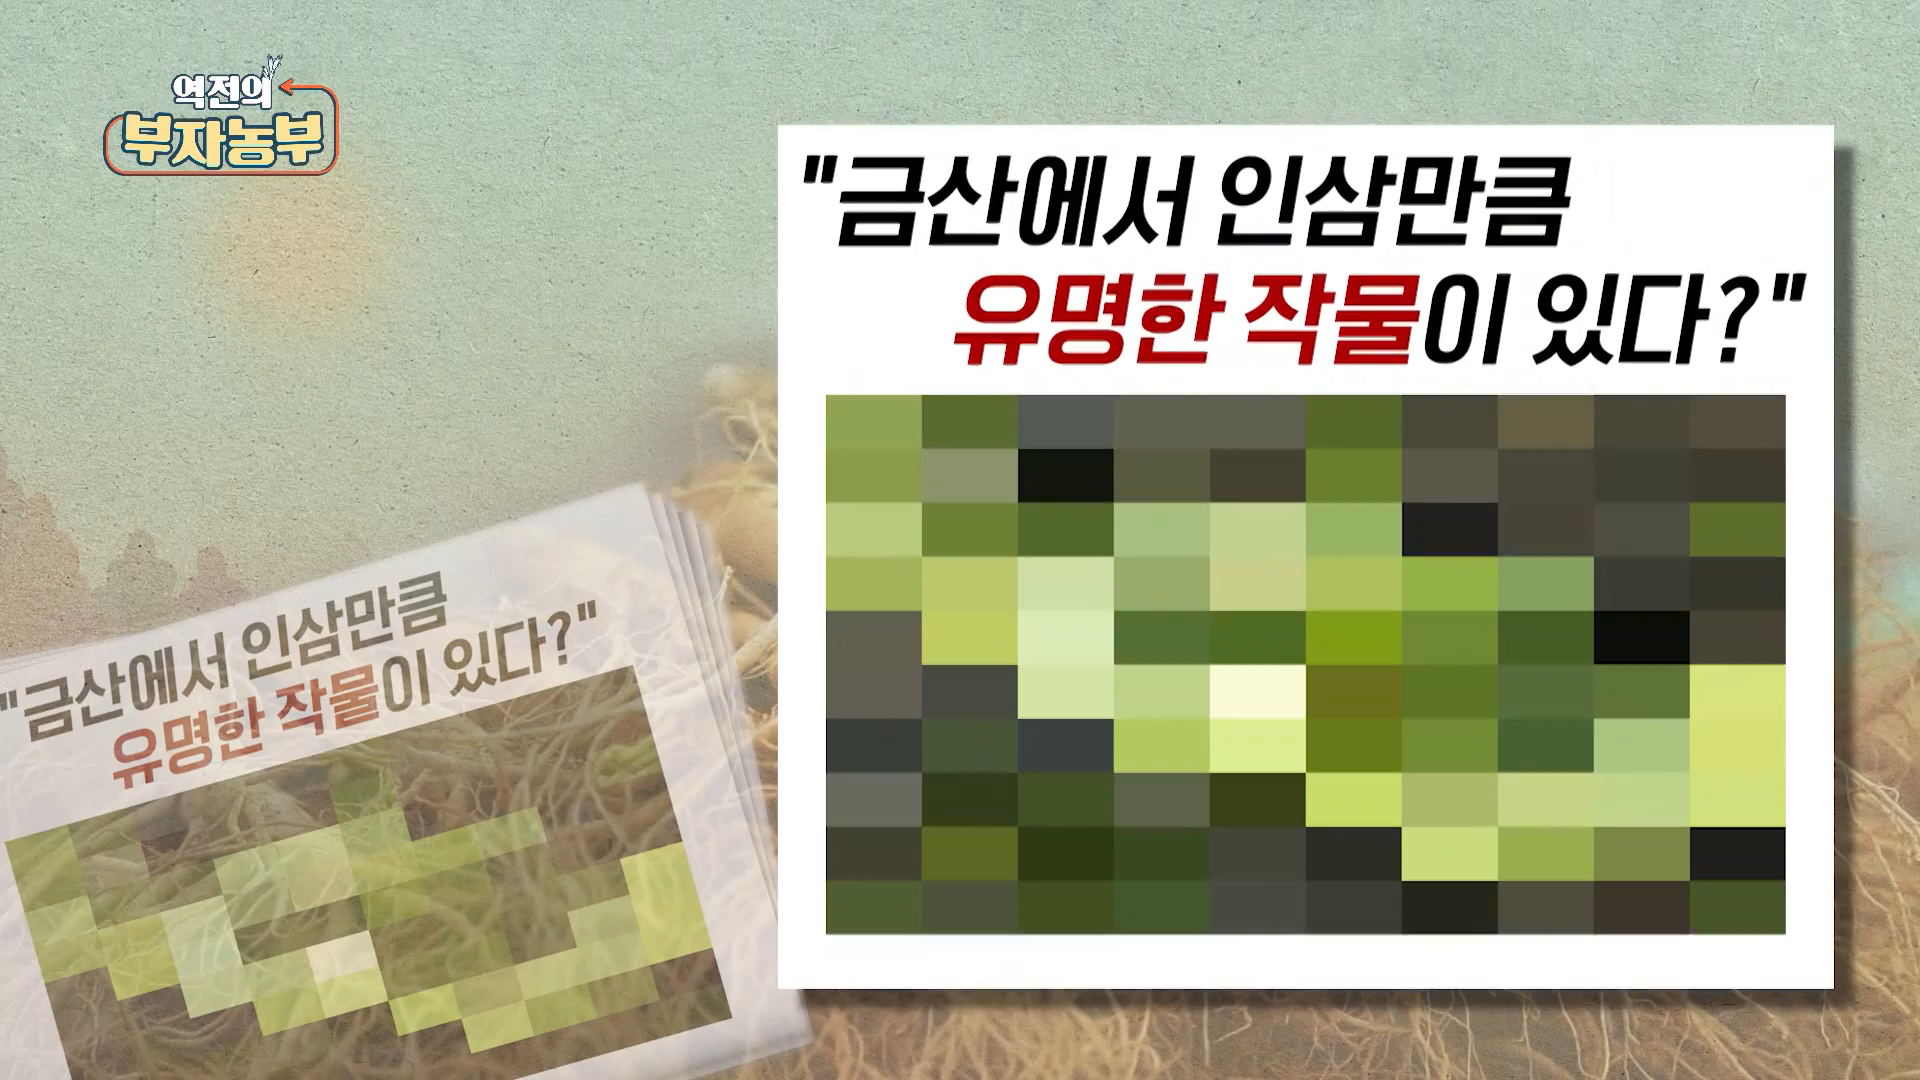 역전의
부자농부
"금산에서 인삼만큼
유명한 작물이 있다?"
"금산에서 인삼만큼
유명한 작물이 있다?"